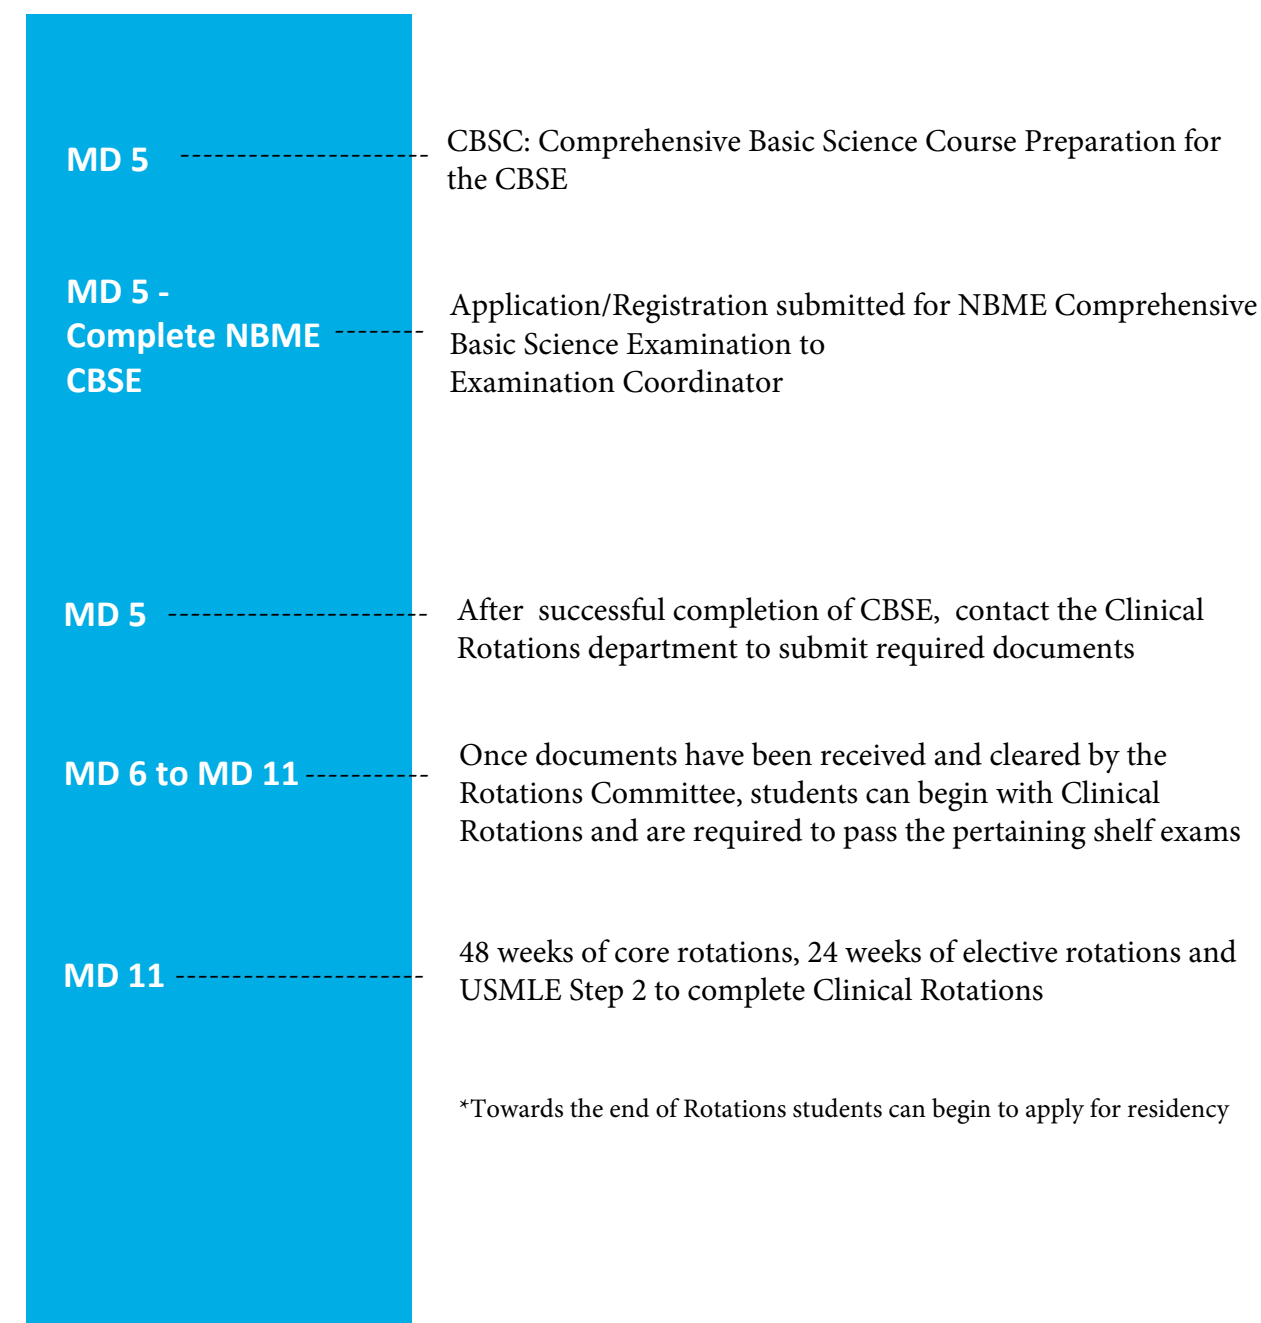 MD 5
CBSC: Comprehensive Basic Science Course Preparation for
the CBSE
MD 5 -
Complete NBME
CBSE
Application/Registration submitted for NBME Comprehensive
Basic Science Examination to
Examination Coordinator
MD 5
After successful completion of CBSE, contact the Clinical
Rotations department to submit required documents
MD 6 to MD 11
Once documents have been received and cleared by the
Rotations Committee, students can begin with Clinical
Rotations and are required to pass the pertaining shelf exams
MD 11
48 weeks of core rotations, 24 weeks of elective rotations and
USMLE Step 2 to complete Clinical Rotations
*Towards the end of Rotations students can begin to apply for residency